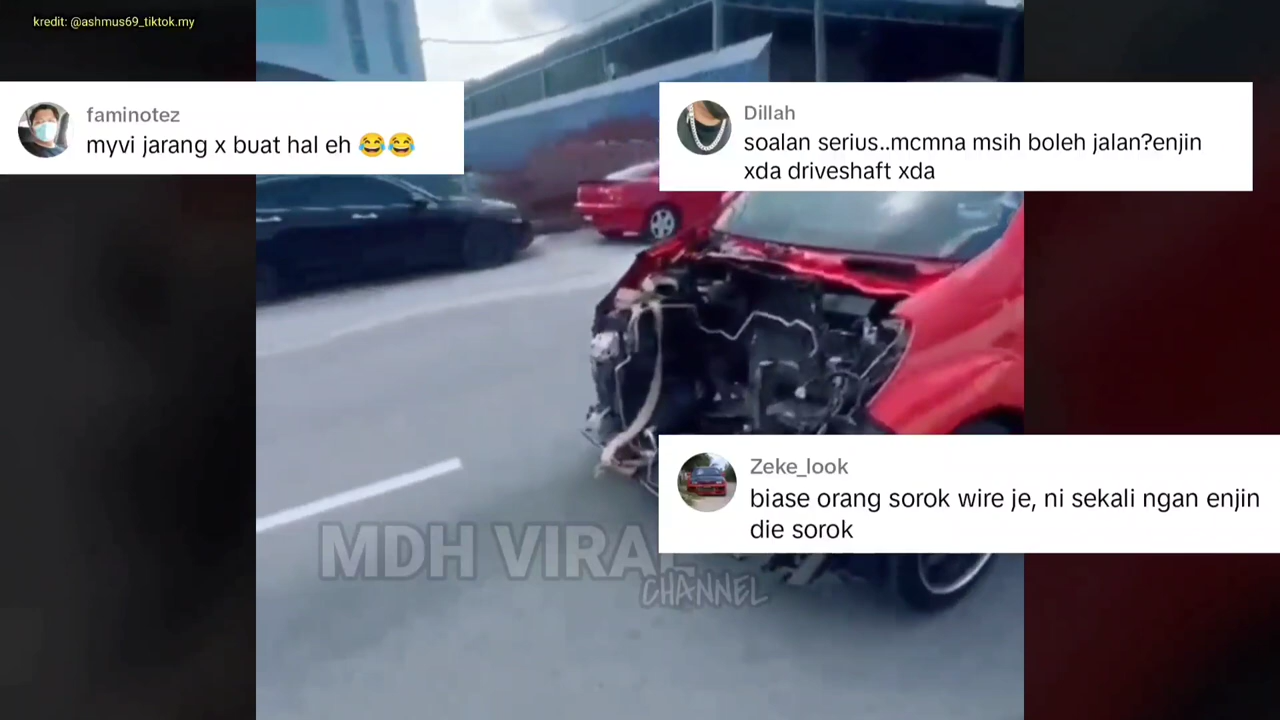 kredit: @ashmus69_tiktok.my
faminotez
myvi jarang x buat hal eh 😂😂
Dillah
soalan serius..mcmna msih boleh jalan?enjin
xda driveshaft xda
Zeke_look
biase orang sorok wire je, ni sekali ngan enjin
die sorok
MDH VIRAL
CHANNEL